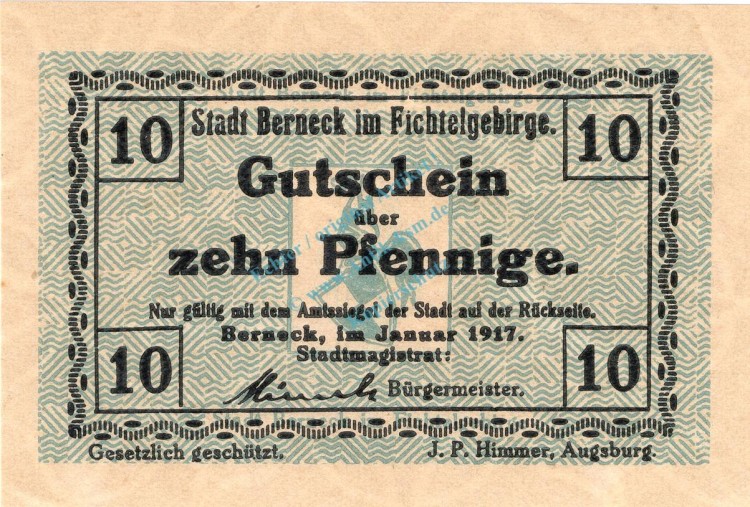 10 Stadt Berneck im Fichtelgebirge. 10
Gutschein
über
zehn Pfennige.
Nur gültig mit dem Amtssiegel der Stadt auf der Rückseite.
Berneck, im Januar 1917.
Stadtmagistrat:
10 Bürgermeister. 10
Gesetzlich geschützt. J. P. Himmer, Augsburg.